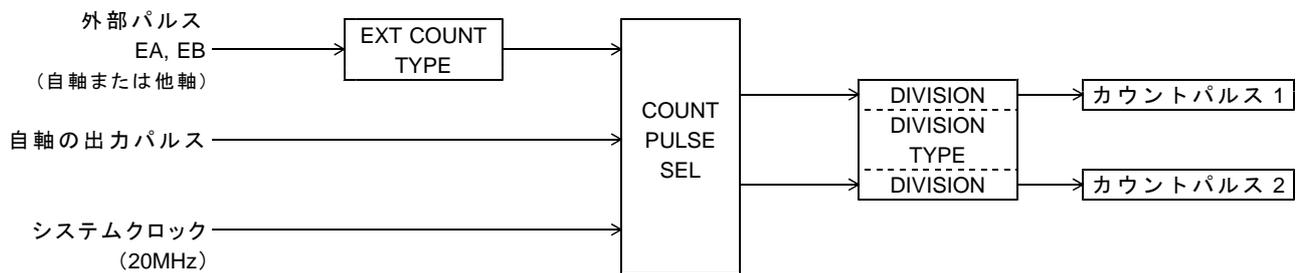 外部パルス
EA, EB
（自軸または他軸）
EXT COUNT
TYPE
自軸の出力パルス
システムクロック
（20MHz）
COUNT
PULSE
SEL
DIVISION
DIVISION
TYPE
DIVISION
カウントパルス 1
カウントパルス 2